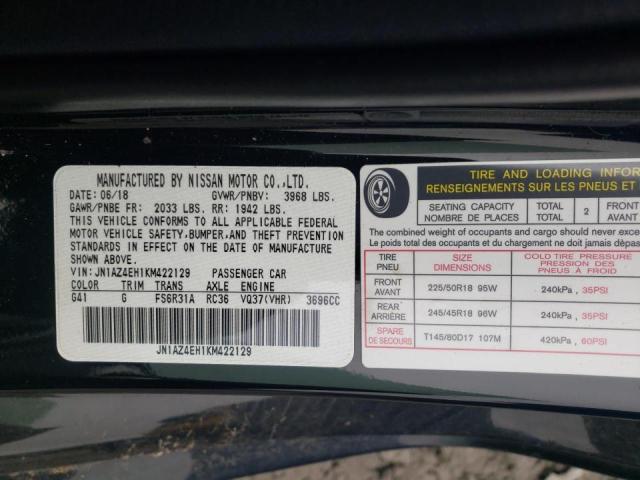 MANUFACTURED BY NISSAN MOTOR CO.,LTD.
DATE: 06/18 GVWR/PNBV: 3968 LBS.
GAWR/PNBE FR: 2033 LBS. RR: 1942 LBS.
THIS VEHICLE CONFORMS TO ALL APPLICABLE FEDERAL
MOTOR VEHICLE SAFETY,BUMPER,AND THEFT PREVENTION
STANDARDS IN EFFECT ON THE DATE OF MANUFACTURE
SHOWN ABOVE.
VIN:JN1AZ4EH1KM422129 PASSENGER CAR
COLOR TRIM TRANS AXLE ENGINE
G41 G FS6R31A RC36 VQ37(VHR) 3696CC
JN1AZ4EH1KM422129
TIRE AND LOADING INFOR
RENSEIGNEMENTS SUR LES PNEUS ET
SEATING CAPACITY TOTAL 2 FRONT
NOMBRE DE PLACES TOTAL AVANT
The combined weight of occupants and cargo should never exce
Le poids total des occupants et du chargement ne doit jamais dépas
TIRE SIZE COLD TIRE PRESSUR
PNEU DIMENSIONS
FRONT
AVANT 225/50R18 95W 240kPa , 35PSI
REAR
ARRIÈRE 245/45R18 96W 240kPa , 35PSI
SPARE
DE SECOURS T145/80D17 107M 420kPa , 60PSI